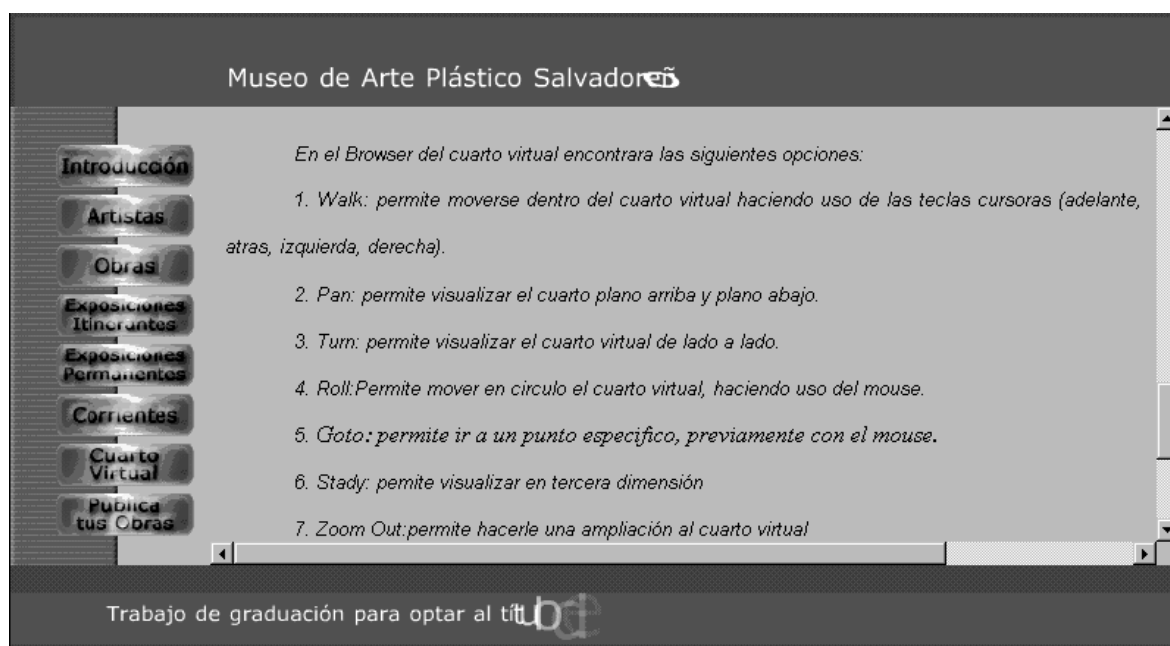 Museo de Arte Plástico Salvadoreñ
Introducción
Artistas
Obras
Exposiciones
Itinerantes
Exposiciones
Permanentes
Corrientes
Cuarto
Virtual
Publica
tus Obras
En el Browser del cuarto virtual encontrara las siguientes opciones:
1. Walk: permite moverse dentro del cuarto virtual haciendo uso de las teclas cursoras (adelante,
atras, izquierda, derecha).
2. Pan: permite visualizar el cuarto plano arriba y plano abajo.
3. Turn: permite visualizar el cuarto virtual de lado a lado.
4. Roll:Permite mover en circulo el cuarto virtual, haciendo uso del mouse.
5. Goto: permite ir a un punto especifico, previamente con el mouse.
6. Stady: pemite visualizar en tercera dimensión
7. Zoom Out:permite hacerle una ampliación al cuarto virtual
Trabajo de graduación para optar al